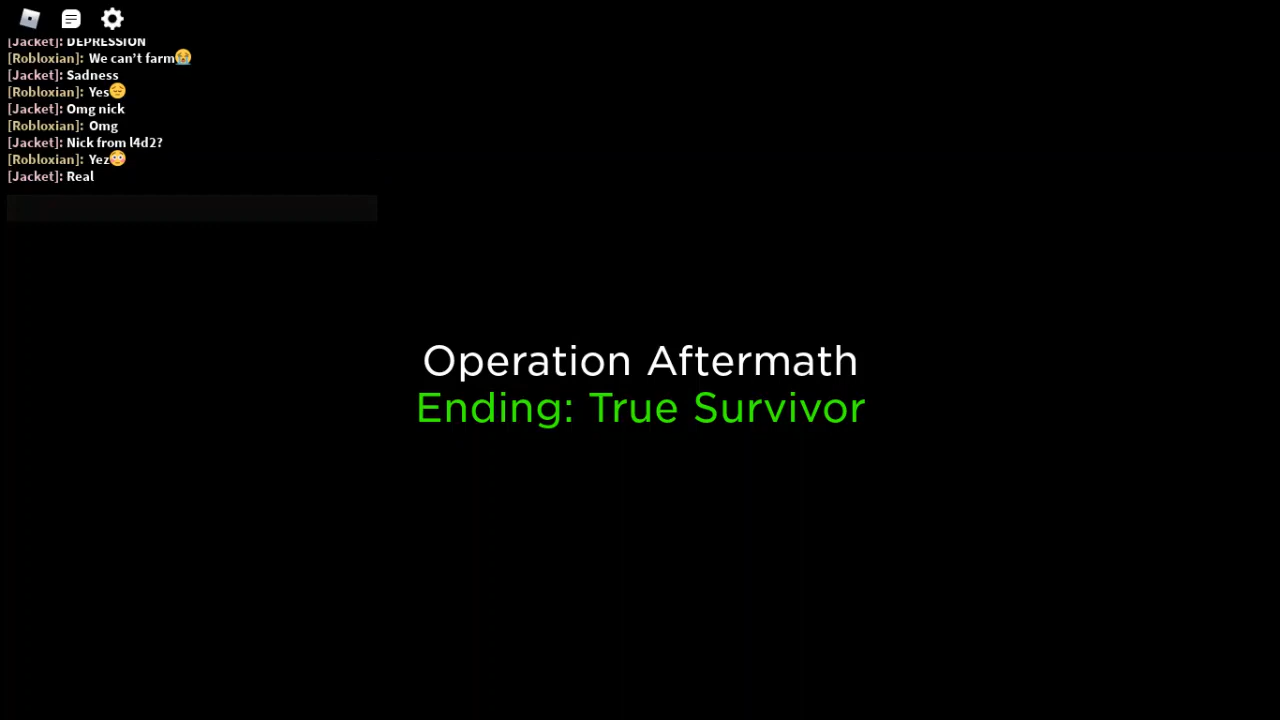 [Jacket]: DEPRESSION
[Robloxian]: We can't farm😭
[Jacket]: Sadness
[Robloxian]: Yes😔
[Jacket]: Omg nick
[Robloxian]: Omg
[Jacket]: Nick from l4d2?
[Robloxian]: Yez😳
[Jacket]: Real
Operation Aftermath
Ending: True Survivor